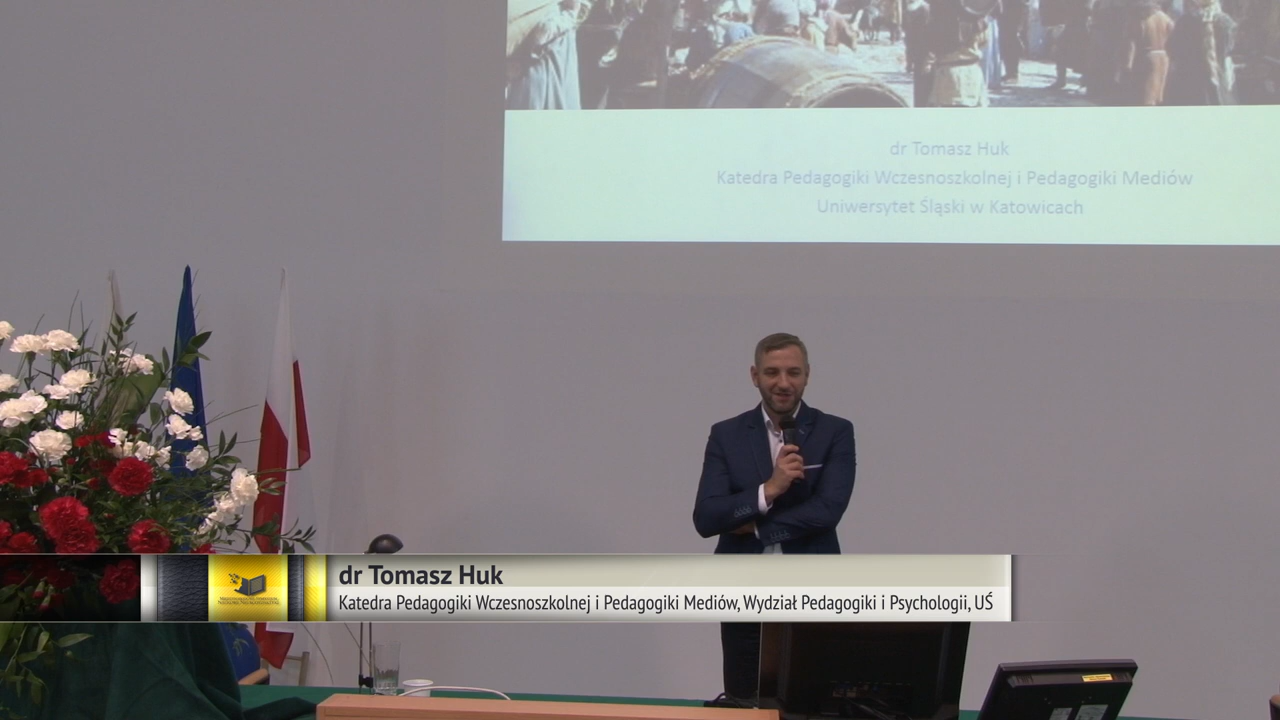 dr Tomasz Huk
Katedra Pedagogiki Wczesnoszkolnej i Pedagogiki Mediów
Uniwersytet Śląski w Katowicach
dr Tomasz Huk
Katedra Pedagogiki Wczesnoszkolnej i Pedagogiki Mediów, Wydział Pedagogiki i Psychologii, UŚ